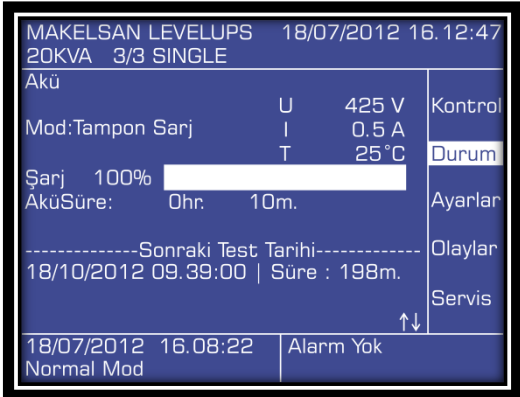 MAKELSAN LEVELUPS 18/07/2012 16.12:47
20KVA 3/3 SINGLE
Akü
U 425 V
Mod:Tampon Sarj I 0.5 A
T 25°C
Şarj 100%
AküSüre: 0hr. 10m.
-------------Sonraki Test Tarihi------------
18/10/2012 09.39:00 | Süre : 198m.
↑↓
Kontrol
Durum
Ayarlar
Olaylar
Servis
18/07/2012 16.08:22 Alarm Yok
Normal Mod